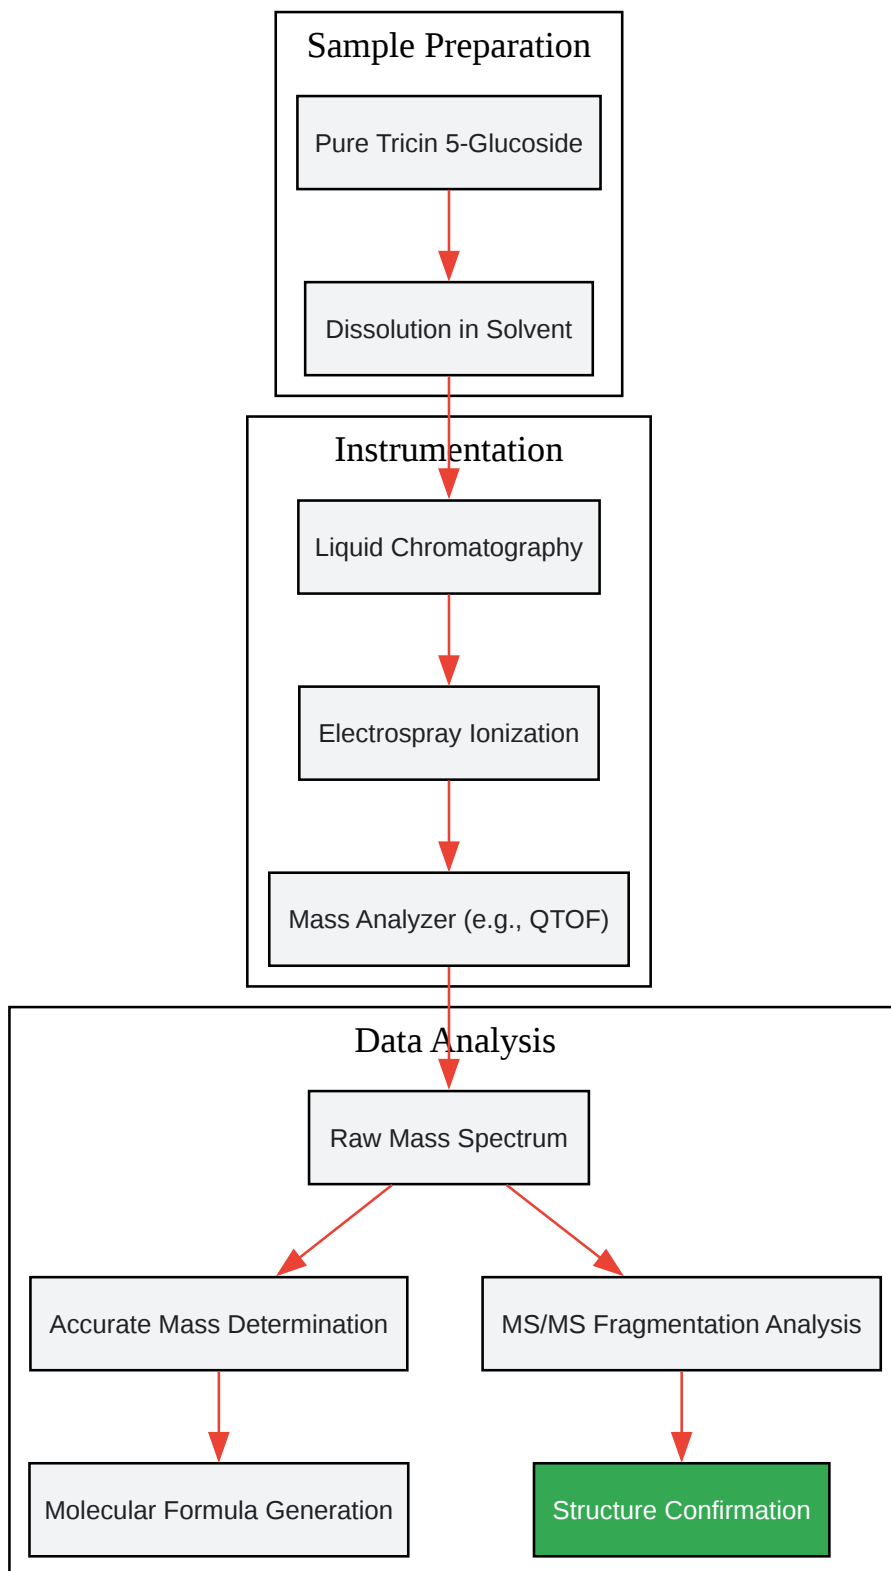 Sample Preparation
Pure Tricin 5-Glucoside
Dissolution in Solvent
Instrumentation
Liquid Chromatography
Electrospray Ionization
Mass Analyzer (e.g., QTOF)
Data Analysis
Raw Mass Spectrum
Accurate Mass Determination
MS/MS Fragmentation Analysis
Molecular Formula Generation
Structure Confirmation